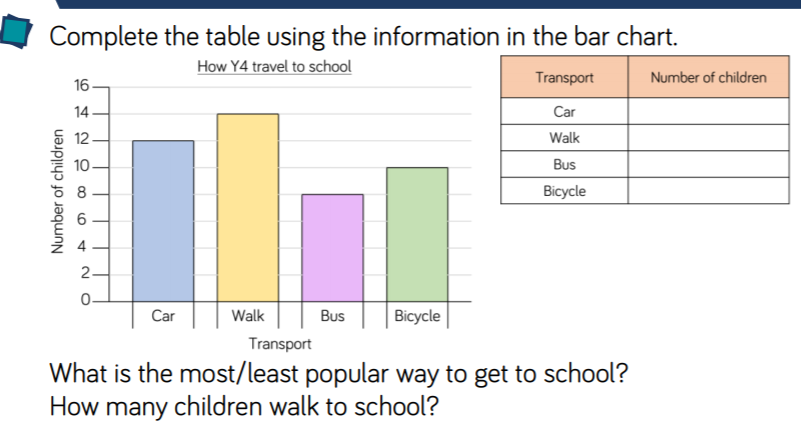 Complete the table using the information in the bar chart.
How Y4 travel to school
16
14
12
10
8
6
4
2
0
Number of children
Car Walk Bus Bicycle
Transport
Transport Number of children
Car
Walk
Bus
Bicycle
What is the most/least popular way to get to school?
How many children walk to school?